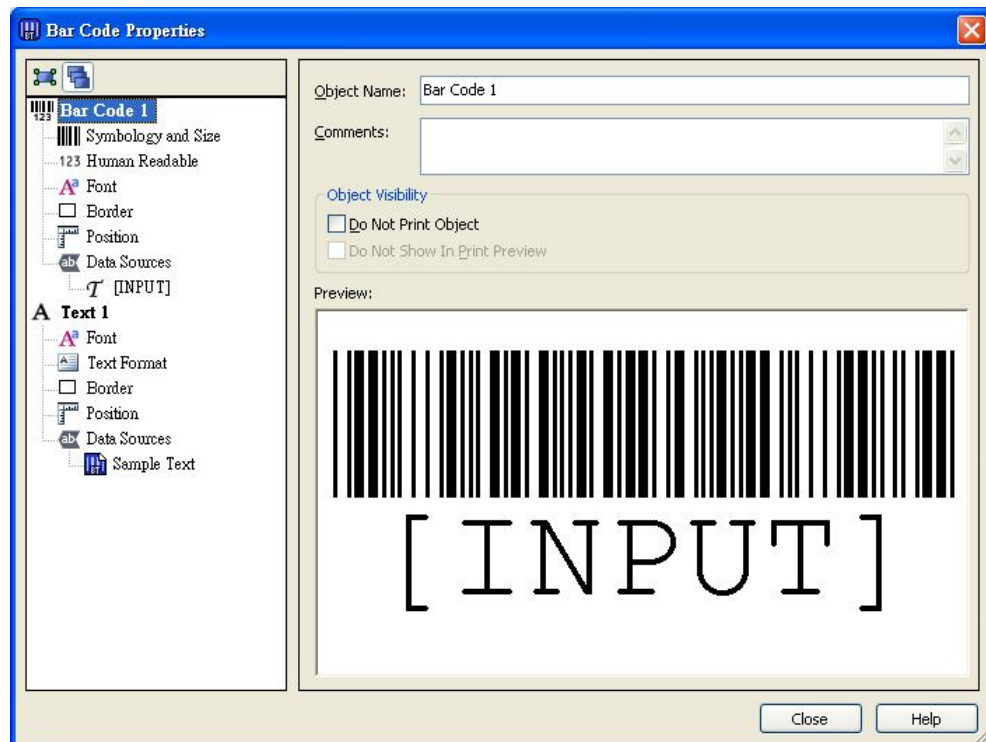 Bar Code Properties
Bar Code 1
Symbology and Size
123 Human Readable
Font
Border
Position
Data Sources
[INPUT]
A Text 1
Font
Text Format
Border
Position
Data Sources
Sample Text
Object Name: Bar Code 1
Comments:
Object Visibility
Do Not Print Object
Do Not Show In Print Preview
Preview:
[INPUT]
Close Help